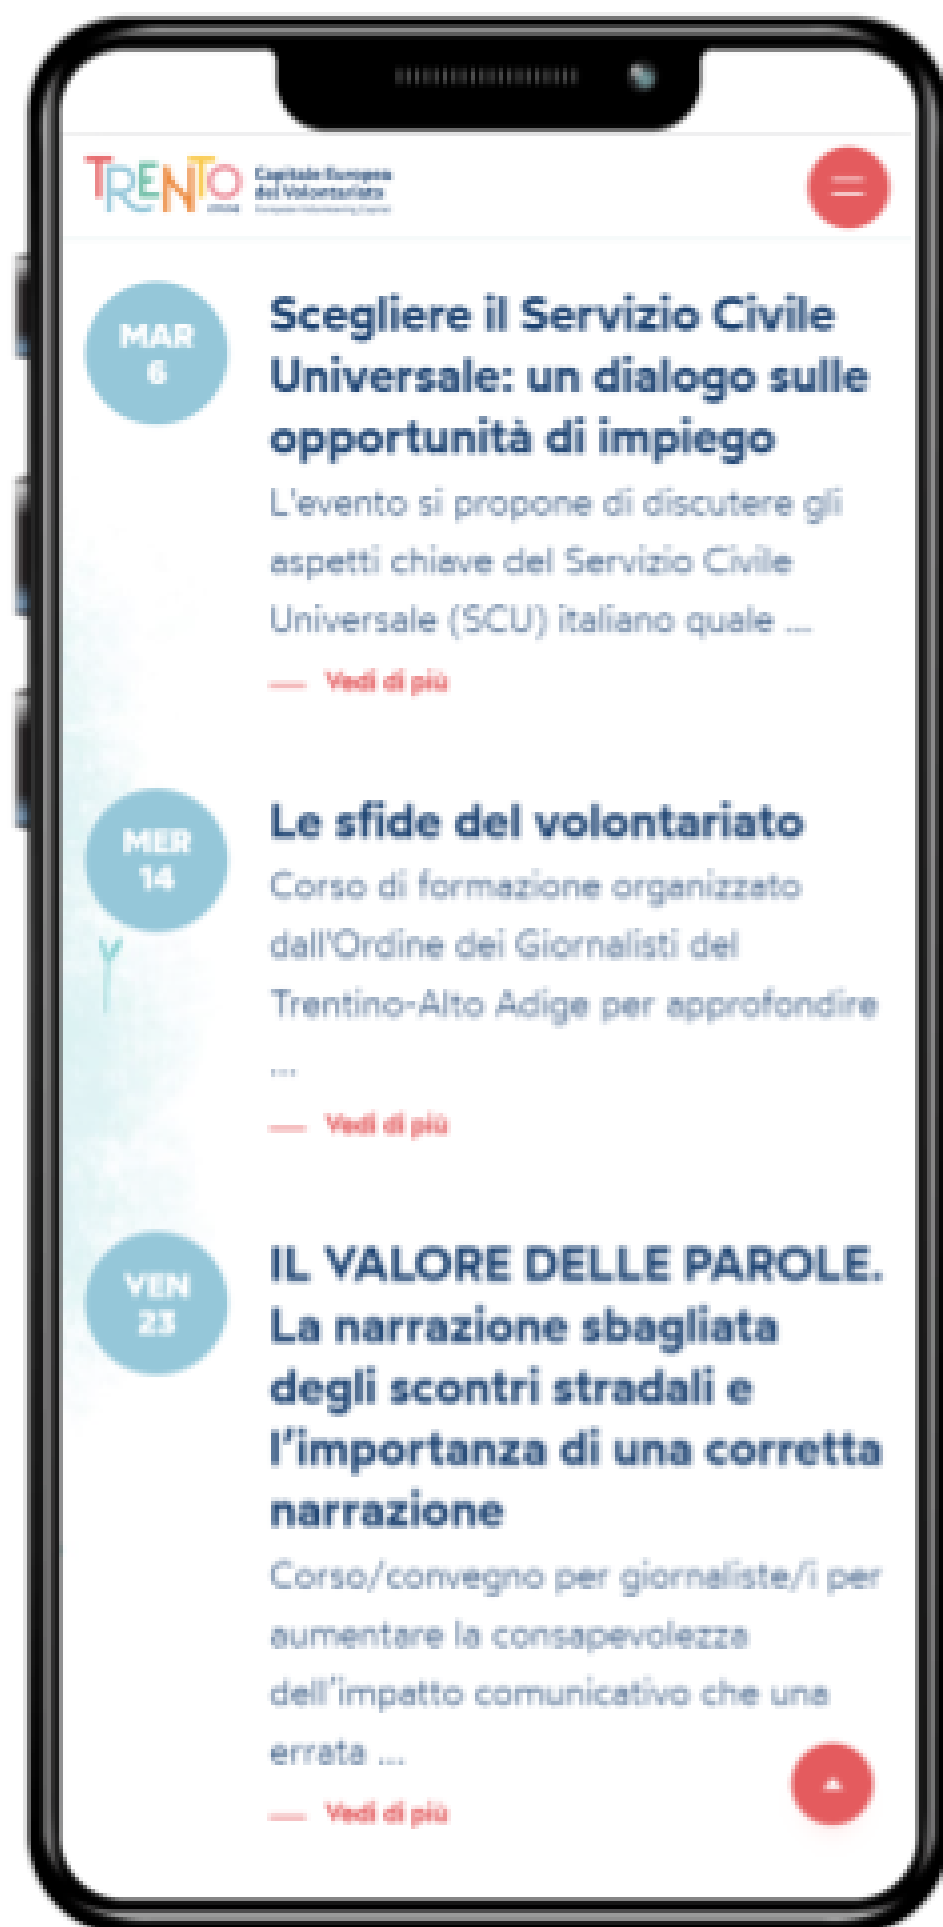 TRENTO
Capitale Europea
del Volontariato
MAR
6
Scegliere il Servizio Civile
Universale: un dialogo sulle
opportunità di impiego
L'evento si propone di discutere gli
aspetti chiave del Servizio Civile
Universale (SCU) italiano quale ...
Vedi di più
MER
14
Le sfide del volontariato
Corso di formazione organizzato
dall'Ordine dei Giornalisti del
Trentino-Alto Adige per approfondire
...
Vedi di più
VEN
23
IL VALORE DELLE PAROLE.
La narrazione sbagliata
degli scontri stradali e
l'importanza di una corretta
narrazione
Corso/convegno per giornaliste/i per
aumentare la consapevolezza
dell'impatto comunicativo che una
errata ...
Vedi di più